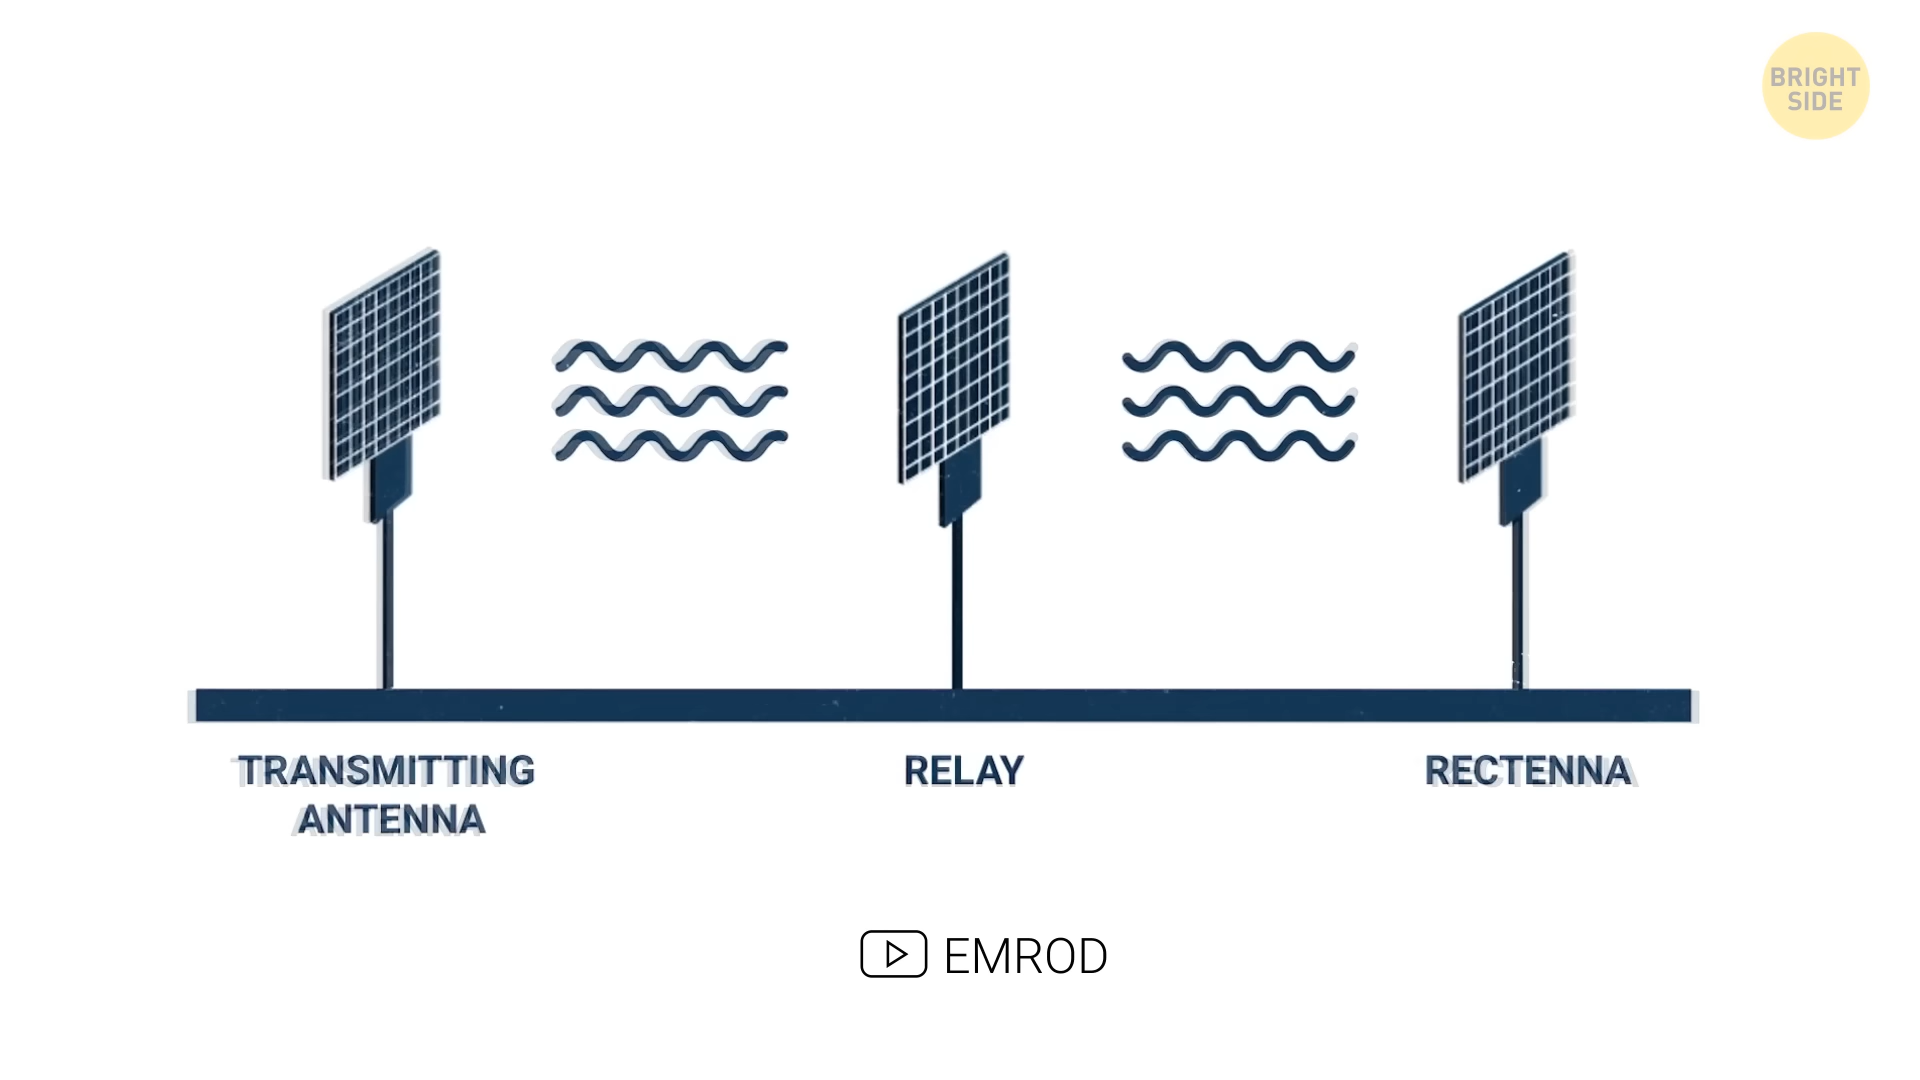 BRIGHT
SIDE
TRANSMITTING
ANTENNA
RELAY
RECTENNA
EMROD